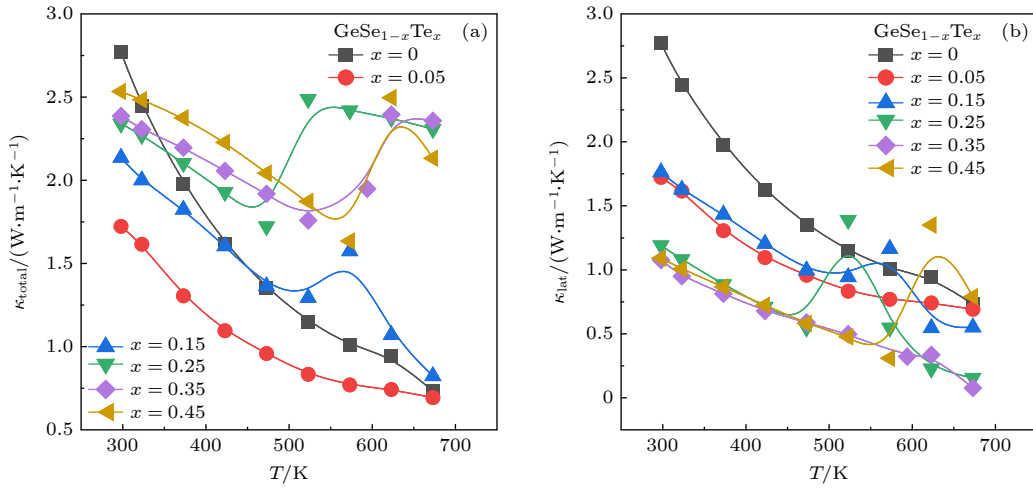 GeSe₁₋ₓTeₓ (a)
x = 0
x = 0.05
x = 0.15
x = 0.25
x = 0.35
x = 0.45
3.0
2.5
2.0
1.5
1.0
0.5
κtotal/(W·m⁻¹·K⁻¹)
300 400 500 600 700
T/K
GeSe₁₋ₓTeₓ (b)
x = 0
x = 0.05
x = 0.15
x = 0.25
x = 0.35
x = 0.45
3.0
2.5
2.0
1.5
1.0
0.5
0
κlat/(W·m⁻¹·K⁻¹)
300 400 500 600 700
T/K